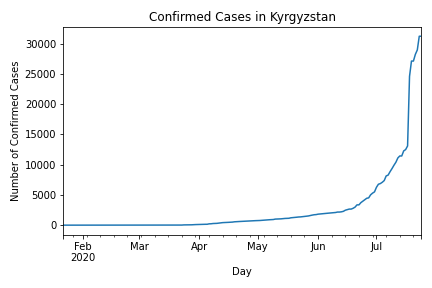 Confirmed Cases in Kyrgyzstan
Number of Confirmed Cases
30000
25000
20000
15000
10000
5000
0
Feb Mar Apr May Jun Jul
2020
Day